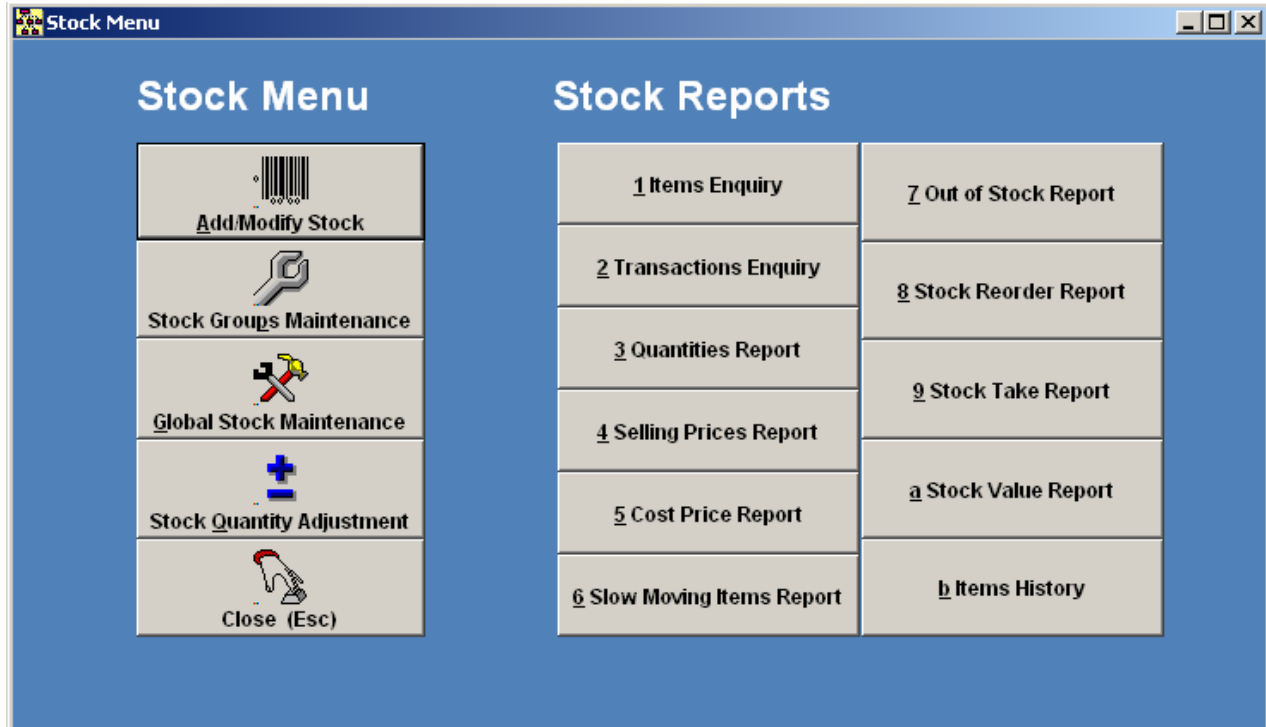 Stock Menu
Stock Menu
Add/Modify Stock
Stock Groups Maintenance
Global Stock Maintenance
Stock Quantity Adjustment
Close (Esc)
Stock Reports
1 Items Enquiry
2 Transactions Enquiry
3 Quantities Report
4 Selling Prices Report
5 Cost Price Report
6 Slow Moving Items Report
7 Out of Stock Report
8 Stock Reorder Report
9 Stock Take Report
a Stock Value Report
b Items History